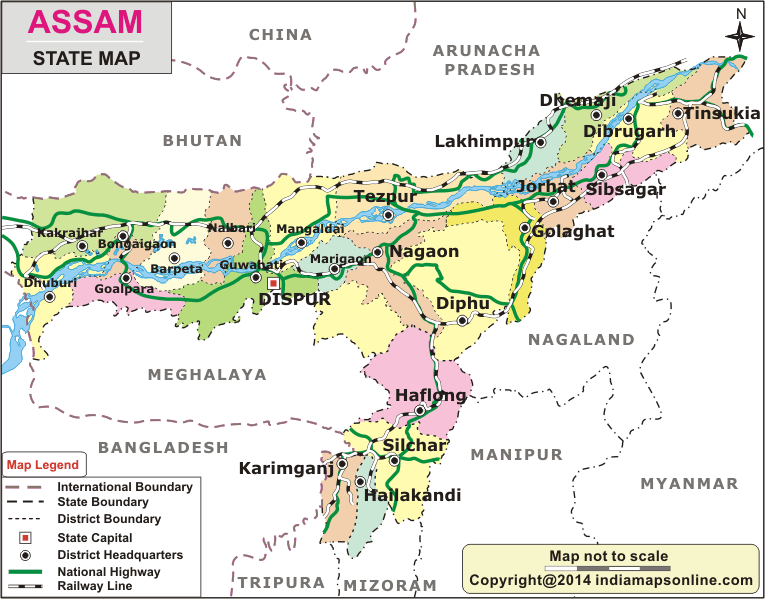 ASSAM
STATE MAP
N
CHINA
ARUNACHA
PRADESH
BHUTAN
Dhemaji
Tinsukia
Dibrugarh
Lakhimpur
Jorhat
Sibsagar
Tezpur
Golaghat
Kakrajhar
Bongaigaon
Nalbari
Mangaldai
Nagaon
Marigaon
Barpeta
Guwahati
Dhuburi
Goalpara
DISPUR
Diphu
NAGALAND
MEGHALAYA
Haflong
BANGLADESH
Silchar
MANIPUR
Karimganj
Hailakandi
MYANMAR
TRIPURA
MIZORAM
Map Legend
International Boundary
State Boundary
District Boundary
State Capital
District Headquarters
National Highway
Railway Line
Map not to scale
Copyright@2014 indiamapsonline.com